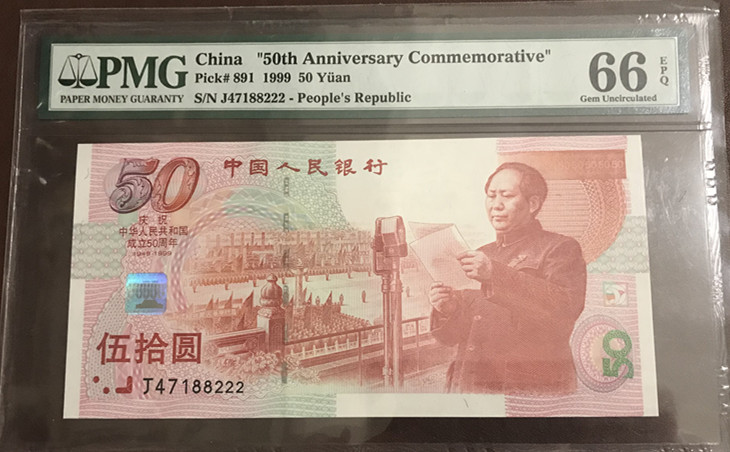 PMG
PAPER MONEY GUARANTY
China "50th Anniversary Commemorative"
Pick# 891 1999 50 Yüan
S/N J47188222 - People's Republic
66 EPQ
Gem Uncirculated
50 中国人民银行
庆祝
中华人民共和国
成立50周年
1949-1999
伍拾圆
50
J47188222